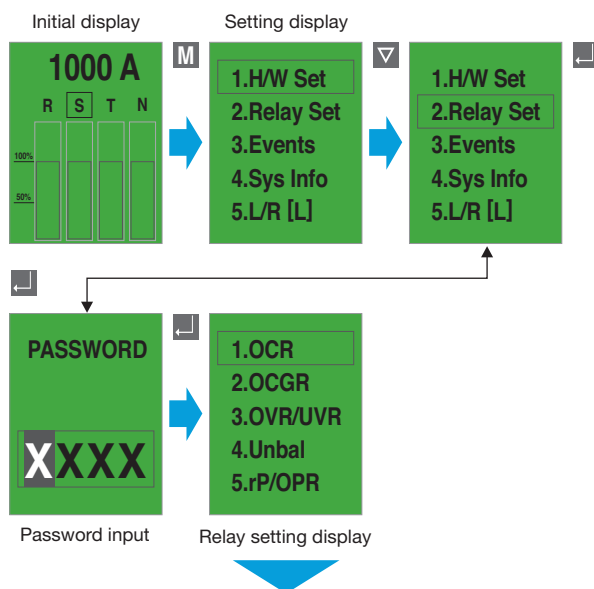 Initial display
Setting display
1000 A
R S T N
100%
50%
M
1.H/W Set
2.Relay Set
3.Events
4.Sys Info
5.L/R [L]
1.H/W Set
2.Relay Set
3.Events
4.Sys Info
5.L/R [L]
PASSWORD
XXXX
Password input
1.OCR
2.OCGR
3.OVR/UVR
4.Unbal
5.rP/OPR
Relay setting display